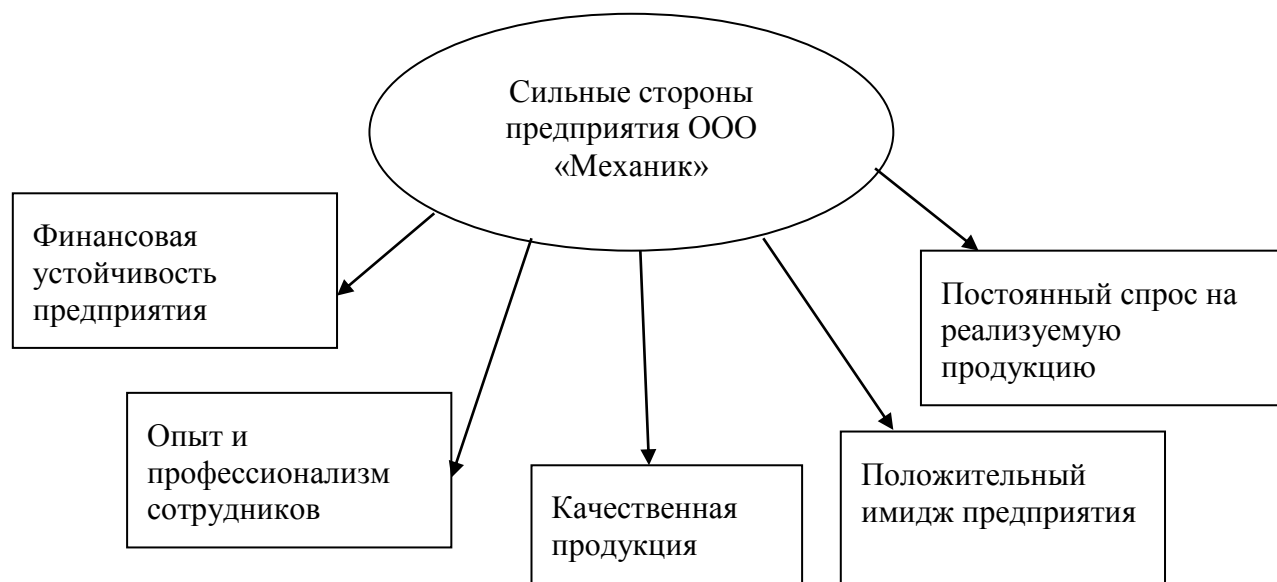 Сильные стороны
предприятия ООО
«Механик»
Финансовая
устойчивость
предприятия
Постоянный спрос на
реализуемую
продукцию
Опыт и
профессионализм
сотрудников
Качественная
продукция
Положительный
имидж предприятия